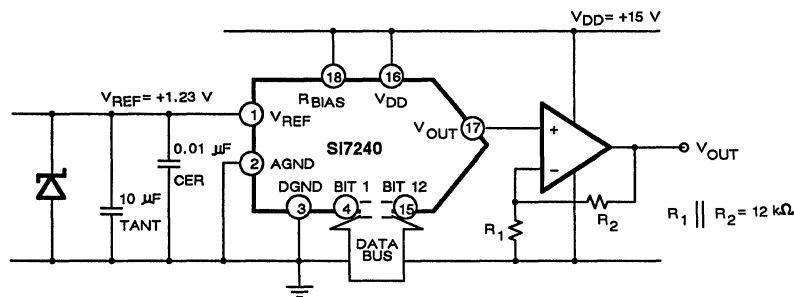 VDD= +15 V
VREF= +1.23 V
18
16
RBIAS
VDD
1
VREF
17
VOUT
+
VOUT
0.01 µF
CER
SI7240
2
AGND
−
10 µF
TANT
DGND
BIT 1
BIT 12
3
4
15
R2
R1
R1 || R2= 12 kΩ
DATA
BUS